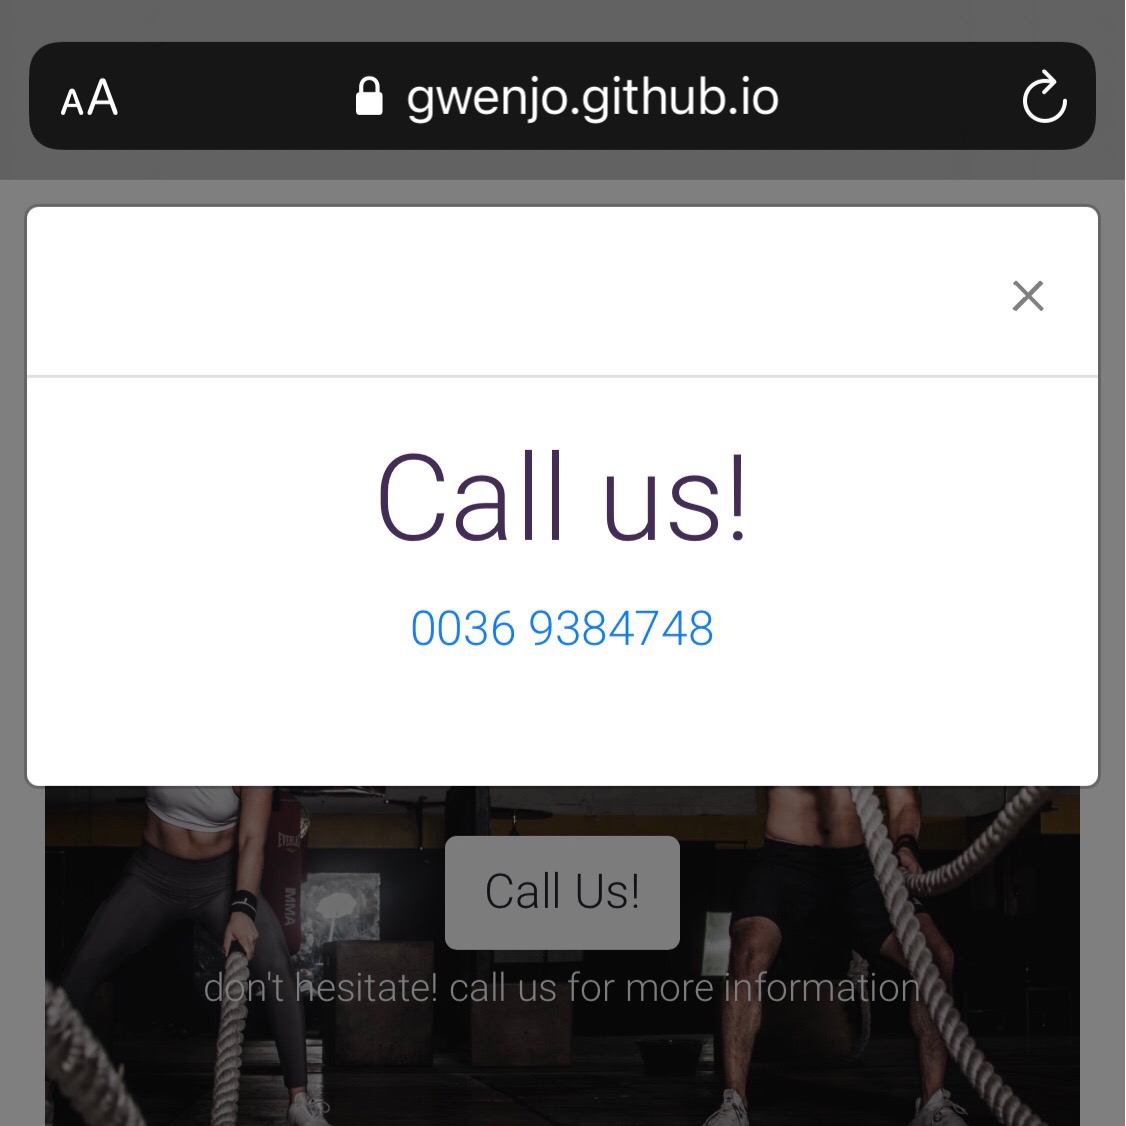 AA gwenjo.github.io
Call us!
0036 9384748
EVERLAST
MMA
Call Us!
don't hesitate! call us for more information